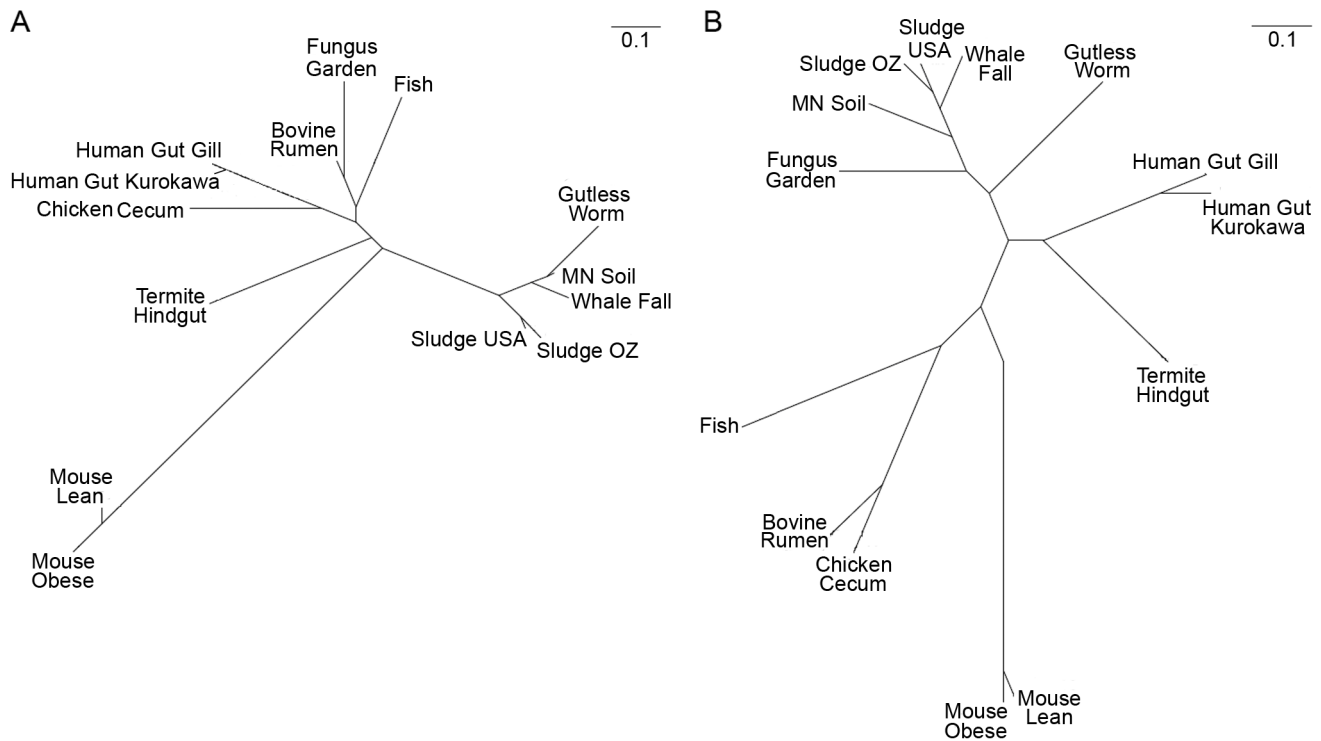 A
0.1
Fungus
Garden
Fish
Bovine
Rumen
Human Gut Gill
Human Gut Kurokawa
Chicken Cecum
Gutless
Worm
MN Soil
Whale Fall
Termite
Hindgut
Sludge USA
Sludge OZ
Mouse
Lean
Mouse
Obese
B
0.1
Sludge
USA
Whale
Fall
Sludge OZ
Gutless
Worm
MN Soil
Fungus
Garden
Human Gut Gill
Human Gut
Kurokawa
Termite
Hindgut
Fish
Bovine
Rumen
Chicken
Cecum
Mouse
Obese
Mouse
Lean